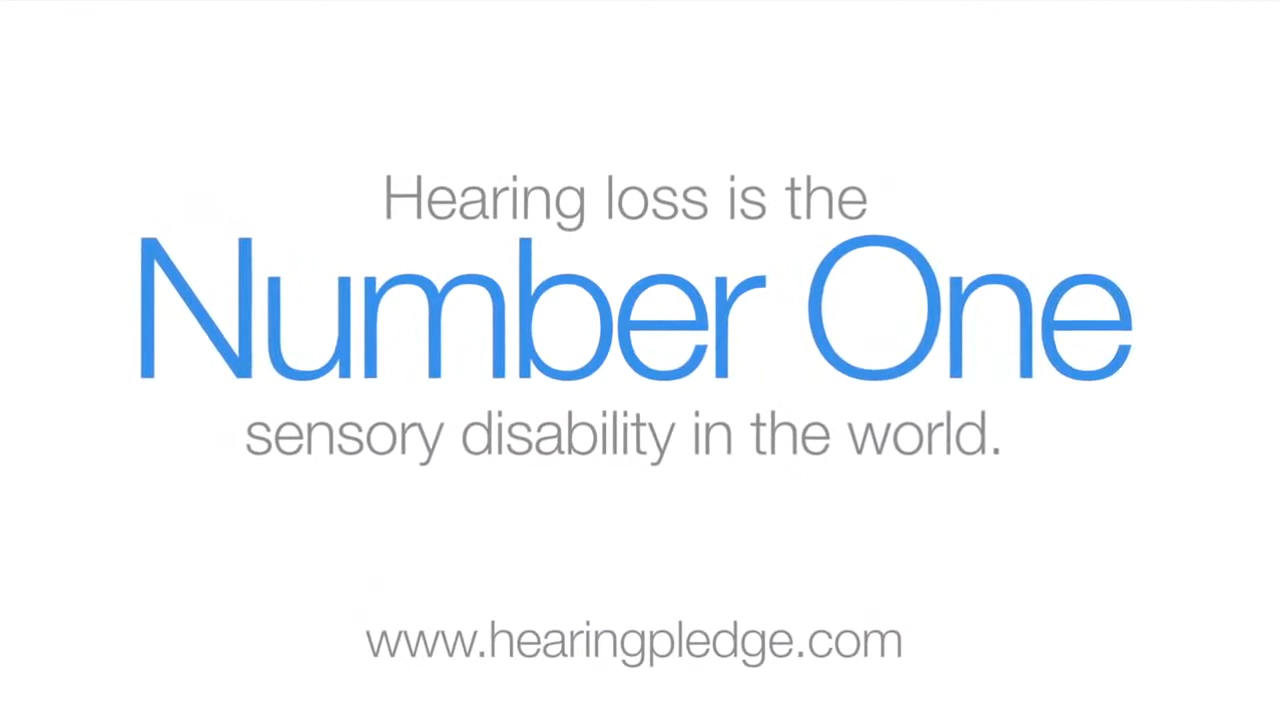 Hearing loss is the
Number One
sensory disability in the world.
www.hearingpledge.com